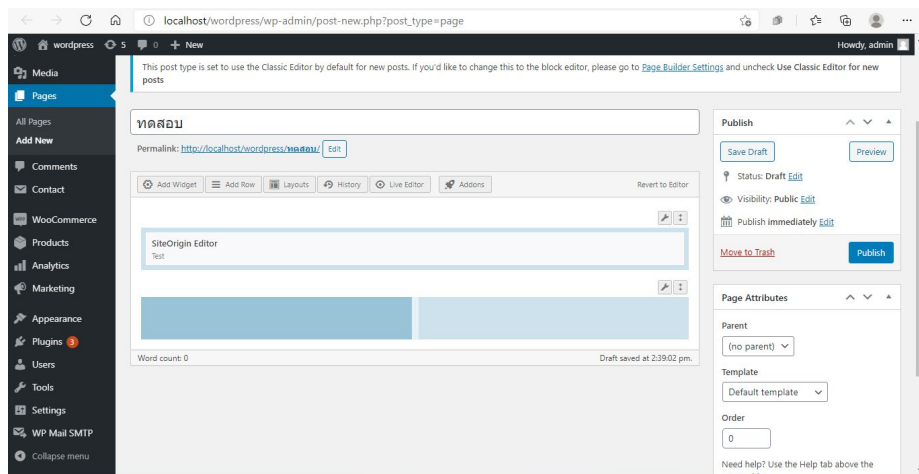 localhost/wordpress/wp-admin/post-new.php?post_type=page
wordpress 5 0 + New Howdy, admin
Media
Pages
All Pages
Add New
Comments
Contact
WooCommerce
Products
Analytics
Marketing
Appearance
Plugins 3
Users
Tools
Settings
WP Mail SMTP
Collapse menu
This post type is set to use the Classic Editor by default for new posts. If you'd like to change this to the block editor, please go to Page Builder Settings and uncheck Use Classic Editor for new
posts
ทดสอบ
Permalink: http://localhost/wordpress/ทดสอบ/ Edit
Add Widget Add Row Layouts History Live Editor Addons Revert to Editor
SiteOrigin Editor
Test
Word count: 0 Draft saved at 2:39:02 pm.
Publish
Save Draft Preview
Status: Draft Edit
Visibility: Public Edit
Publish immediately Edit
Move to Trash Publish
Page Attributes
Parent
(no parent)
Template
Default template
Order
0
Need help? Use the Help tab above the